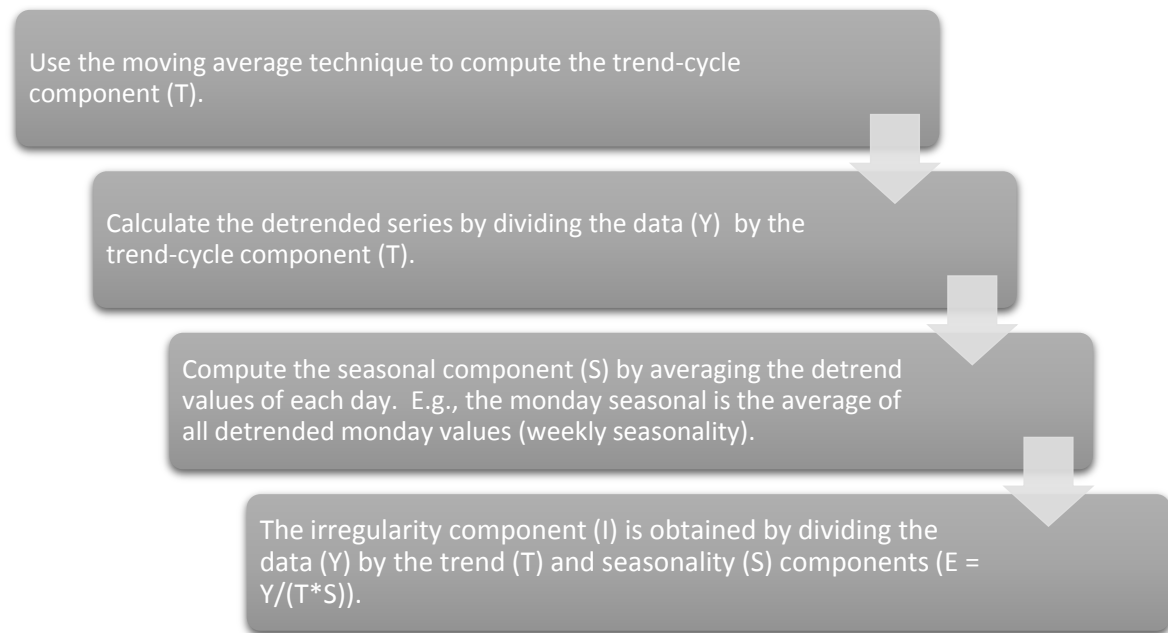 Use the moving average technique to compute the trend-cycle
component (T).
Calculate the detrended series by dividing the data (Y)  by the
trend-cycle component (T).
Compute the seasonal component (S) by averaging the detrend
values of each day.  E.g., the monday seasonal is the average of
all detrended monday values (weekly seasonality).
The irregularity component (I) is obtained by dividing the
data (Y) by the trend (T) and seasonality (S) components (E =
Y/(T*S)).